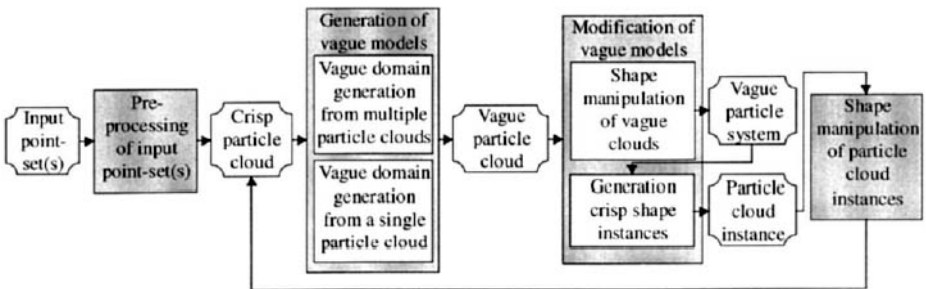 Input
point-
set(s)
Pre-
processing
of input
point-set(s)
Crisp
particle
cloud
Generation of
vague models
Vague domain
generation
from multiple
particle clouds
Vague domain
generation
from a single
particle cloud
Vague
particle
cloud
Modification of
vague models
Shape
manipulation
of vague
clouds
Generation
crisp shape
instances
Vague
particle
system
Particle
cloud
instance
Shape
manipulation
of particle
cloud
instances